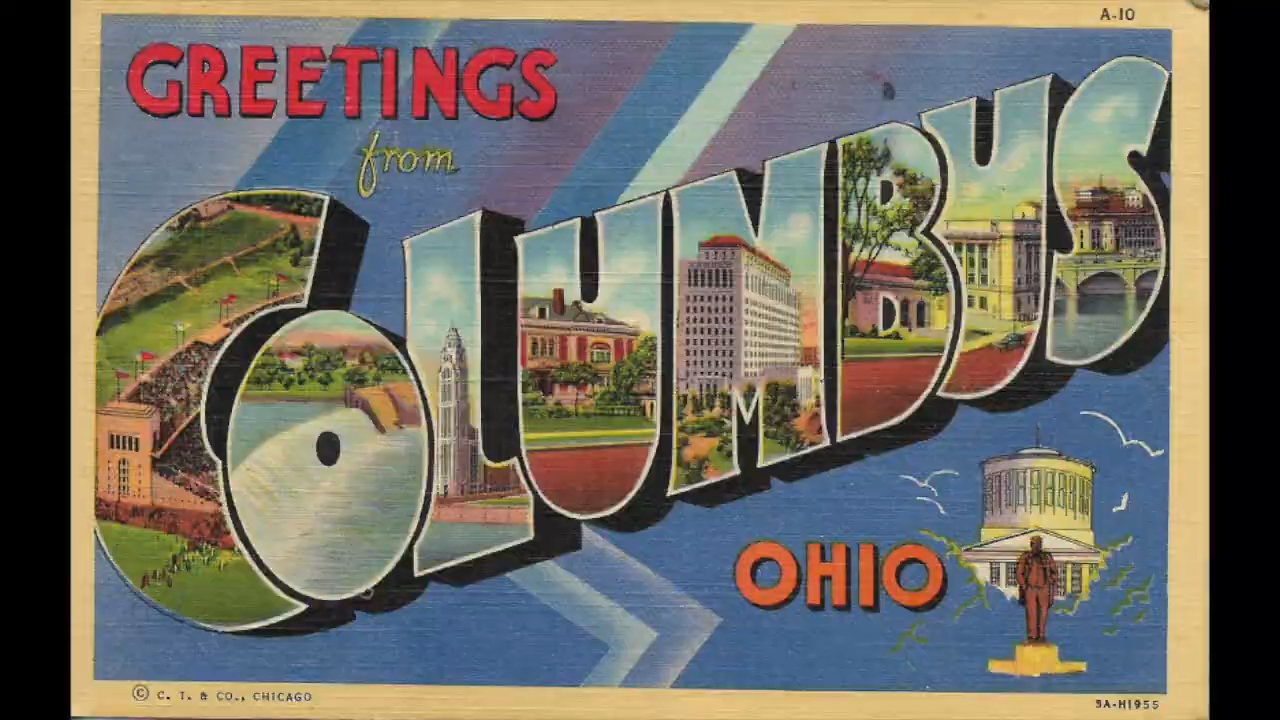 A-10
GREETINGS
from
COLUMBUS
OHIO
© C. T. & CO., CHICAGO
5A-H1955